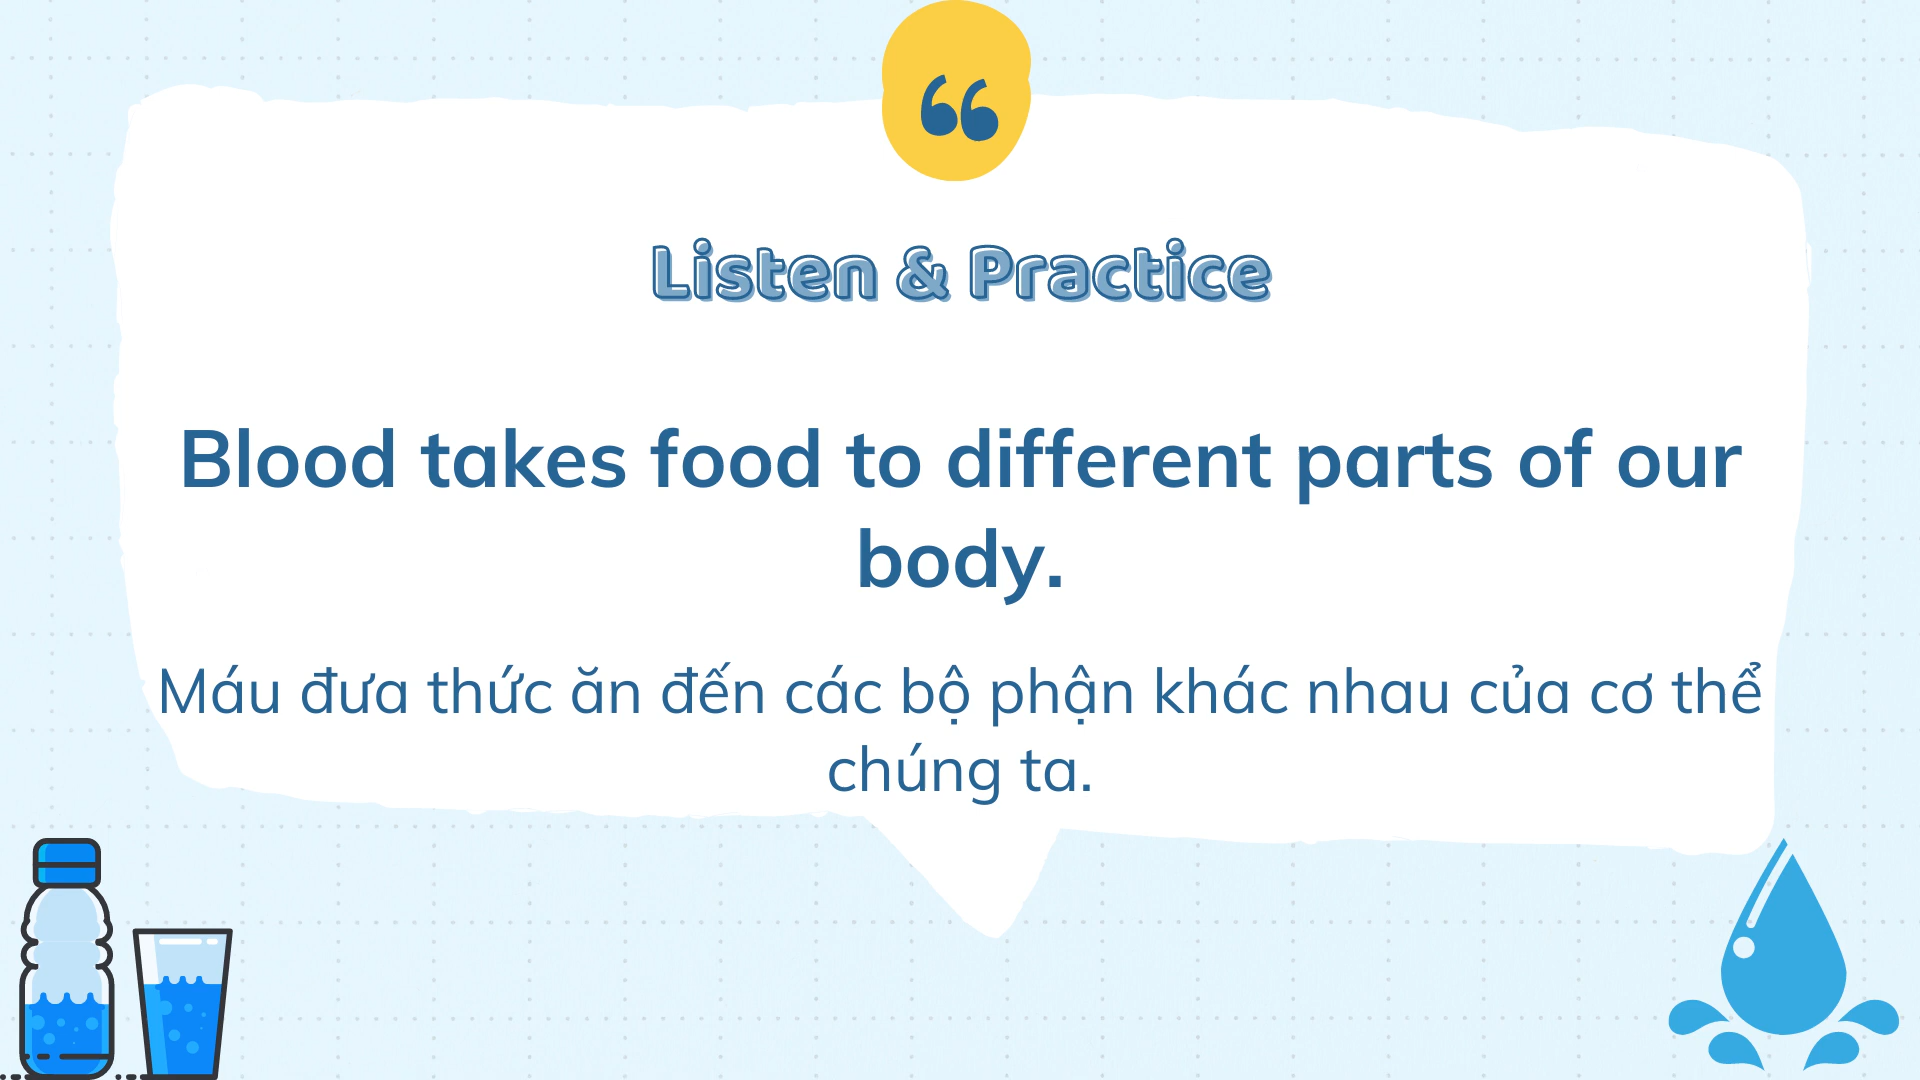 “
Listen & Practice
Blood takes food to different parts of our
body.
Máu đưa thức ăn đến các bộ phận khác nhau của cơ thể
chúng ta.